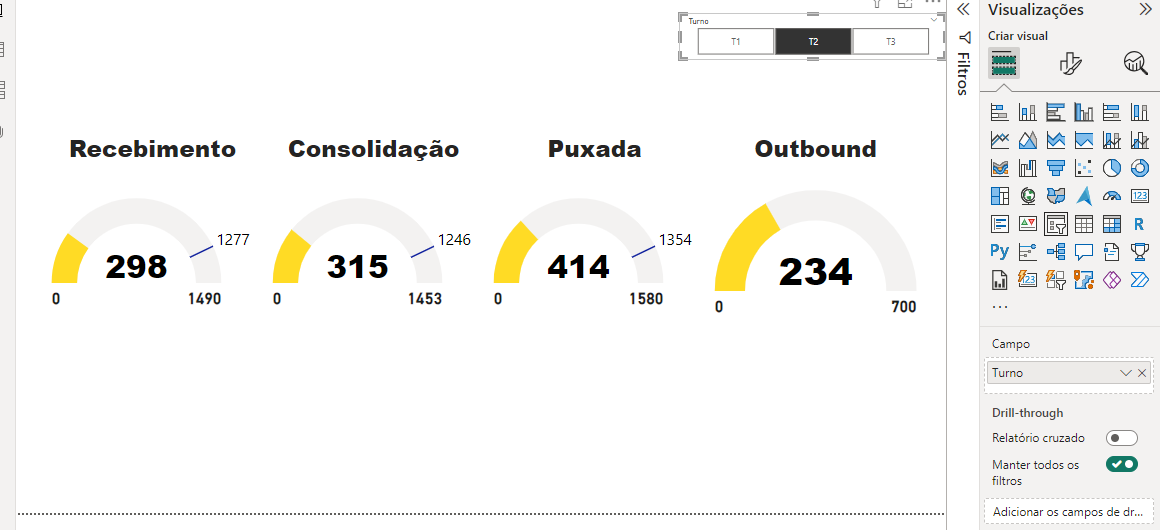 Turno
T1
T2
T3
Recebimento
Consolidação
Puxada
Outbound
1277
298
0
1490
1246
315
0
1453
1354
414
0
1580
234
0
700
Filtros
Visualizações
Criar visual
123
R
Py
123
...
Campo
Turno
Drill-through
Relatório cruzado
Manter todos os
filtros
Adicionar os campos de dr...